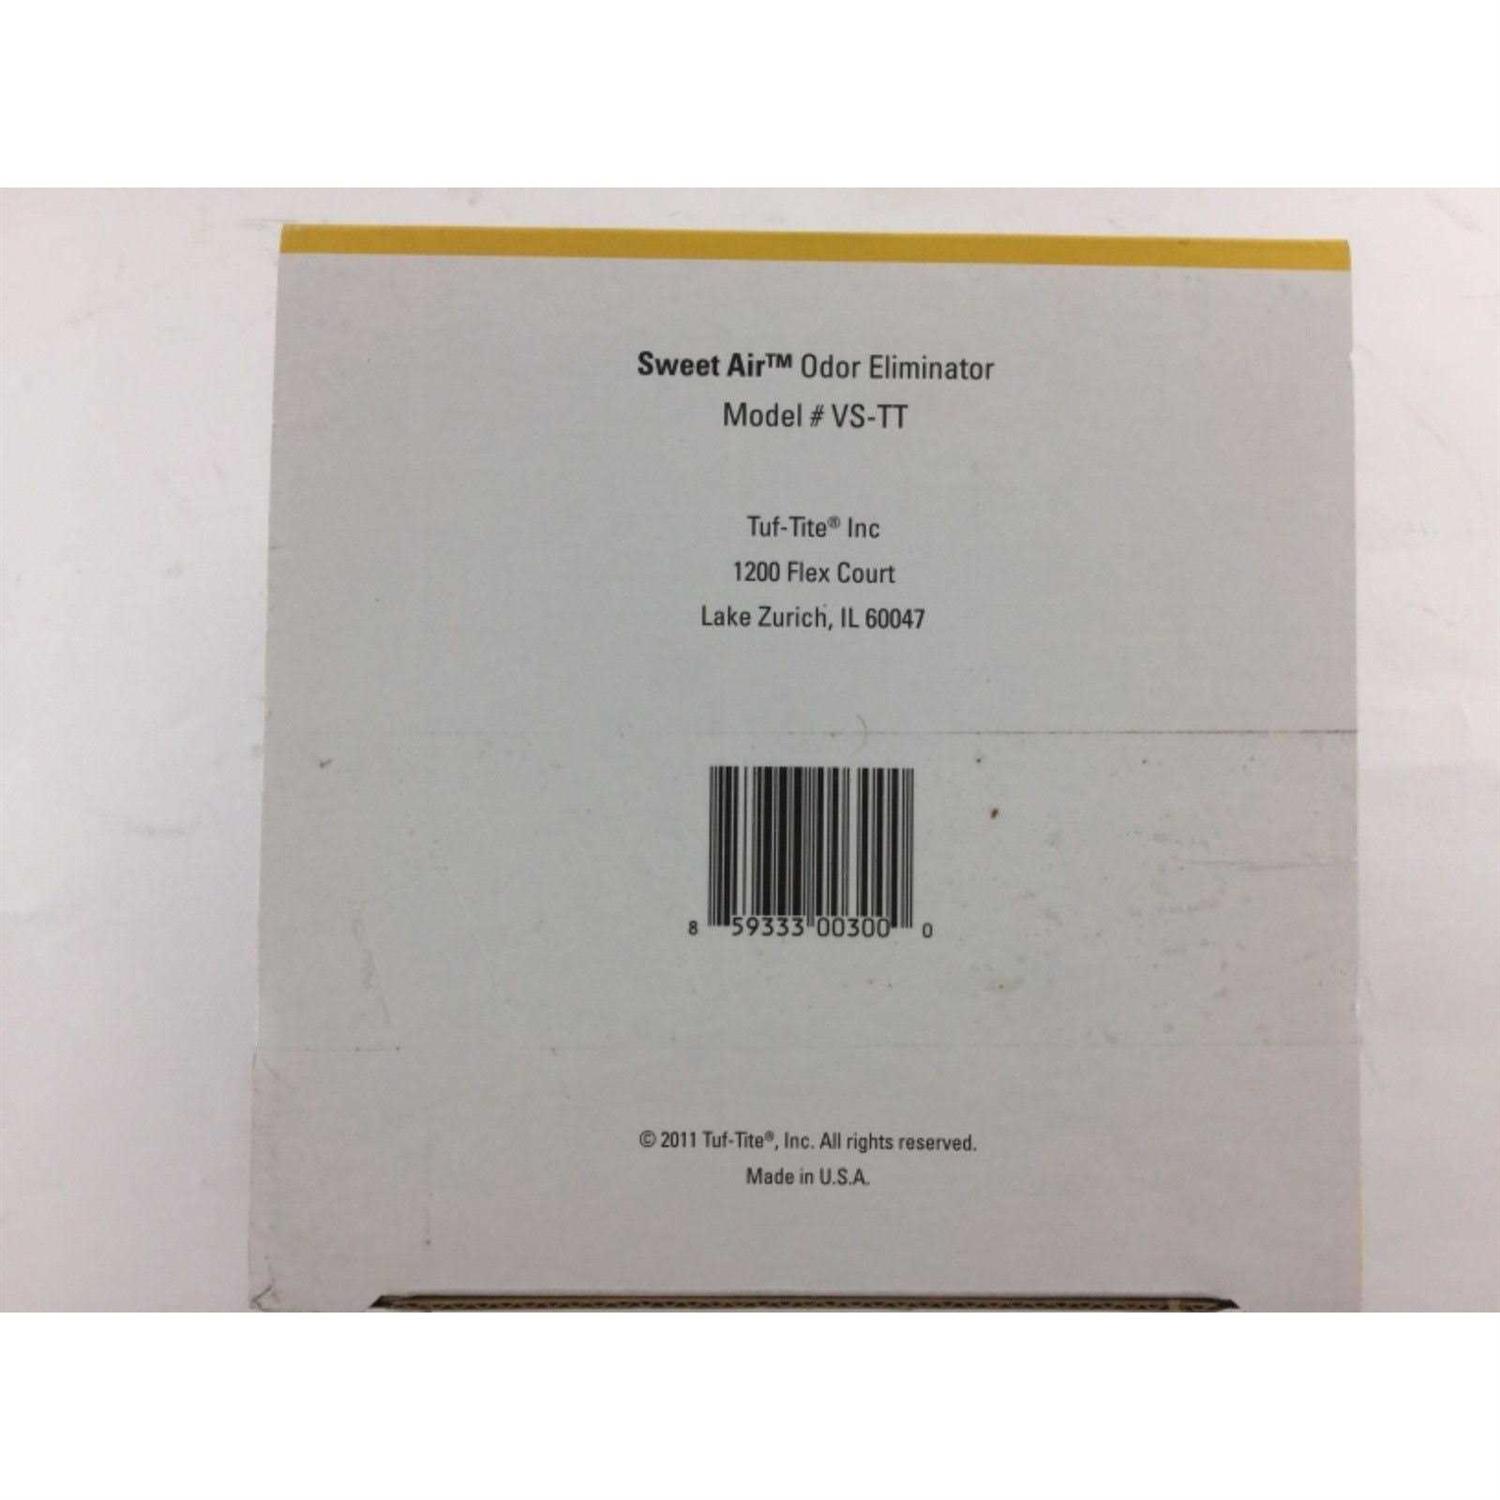 Sweet Air™ Odor Eliminator
Model # VS-TT
Tuf-Tite® Inc
1200 Flex Court
Lake Zurich, IL 60047
8 59333 00300 0
© 2011 Tuf-Tite®, Inc. All rights reserved.
Made in U.S.A.